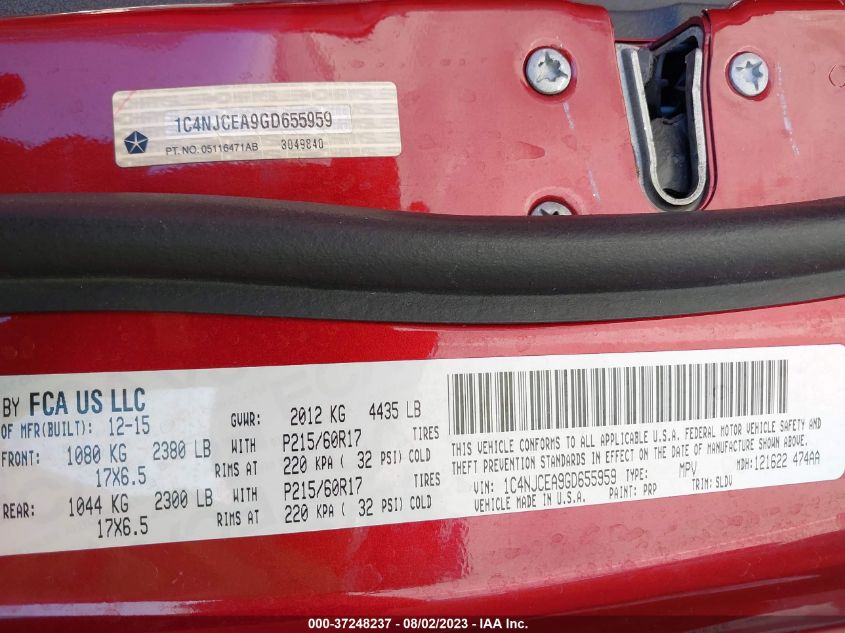 1C4NJCEA9GD655959
PT. NO. 05116471AB 3049840
BY FCA US LLC
OF MFR(BUILT): 12-15 GVWR: 2012 KG 4435 LB
FRONT: 1080 KG 2380 LB WITH P215/60R17 TIRES
17X6.5 RIMS AT 220 KPA ( 32 PSI) COLD
REAR: 1044 KG 2300 LB WITH P215/60R17 TIRES
17X6.5 RIMS AT 220 KPA ( 32 PSI) COLD
THIS VEHICLE CONFORMS TO ALL APPLICABLE U.S.A. FEDERAL MOTOR VEHICLE SAFETY AND
THEFT PREVENTION STANDARDS IN EFFECT ON THE DATE OF MANUFACTURE SHOWN ABOVE.
VIN: 1C4NJCEA9GD655959 TYPE: MPV MDH:121622 474AA
VEHICLE MADE IN U.S.A. PAINT: PRP TRIM: SLDV
000-37248237 - 08/02/2023 - IAA Inc.